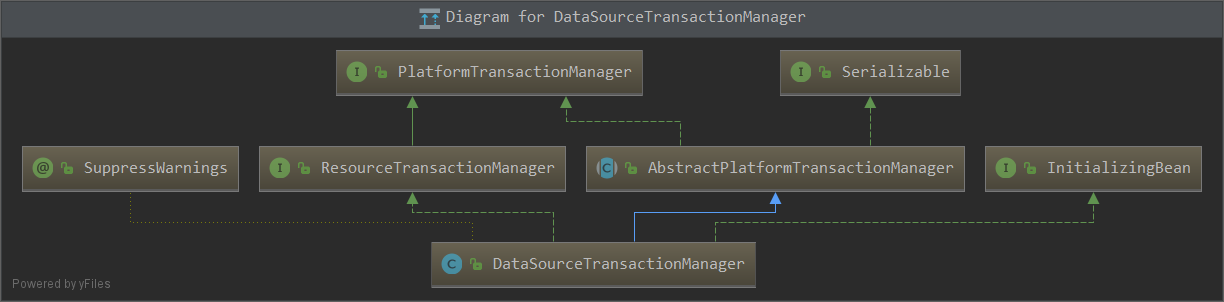 Diagram for DataSourceTransactionManager
I PlatformTransactionManager
I Serializable
@ SuppressWarnings
I ResourceTransactionManager
C AbstractPlatformTransactionManager
I InitializingBean
C DataSourceTransactionManager
Powered by yFiles